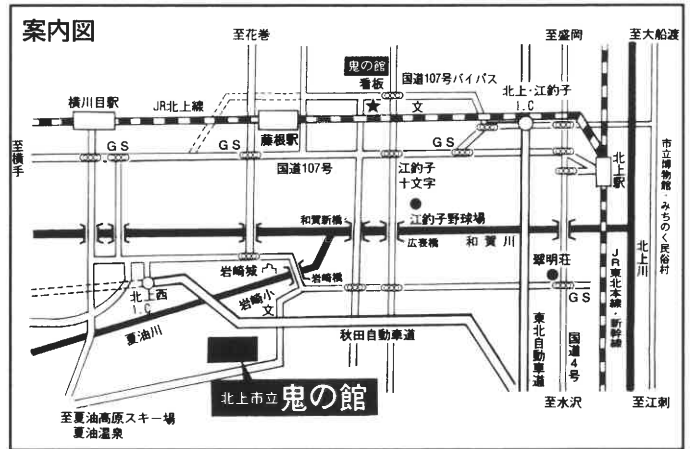 案内図
至花巻
至盛岡
至大船渡
鬼の館
看板
国道107号バイパス
文
北上・江釣子
I.C
横川目駅
JR北上線
藤根駅
至横手
GS
GS
GS
国道107号
江釣子
十文字
北上駅
市立博物館・みちのく民俗村
江釣子野球場
和賀新橋
広表橋
和賀川
北上川
岩崎城
岩崎橋
翠明荘
北上西
I.C
岩崎小
文
GS
夏油川
秋田自動車道
東北自動車道
国道4号
JR東北本線・新幹線
北上市立 鬼の館
至夏油高原スキー場
夏油温泉
至水沢
至江刺